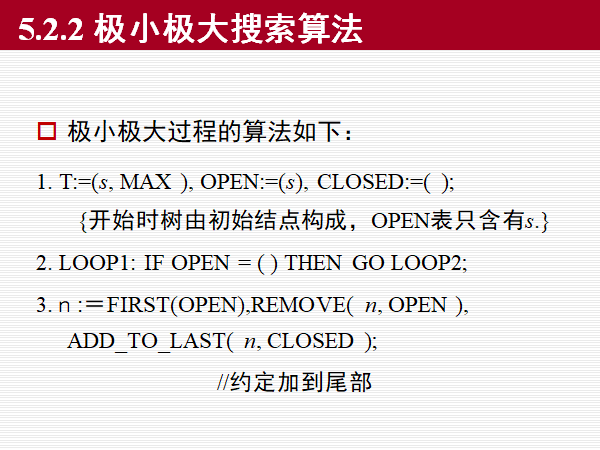 5.2.2 极小极大搜索算法
极小极大过程的算法如下：
1. T:=(s, MAX ), OPEN:=(s), CLOSED:=( );
{开始时树由初始结点构成，OPEN表只含有s.}
2. LOOP1: IF OPEN = ( ) THEN GO LOOP2;
3. n :＝FIRST(OPEN),REMOVE( n, OPEN ),
ADD_TO_LAST( n, CLOSED );
//约定加到尾部